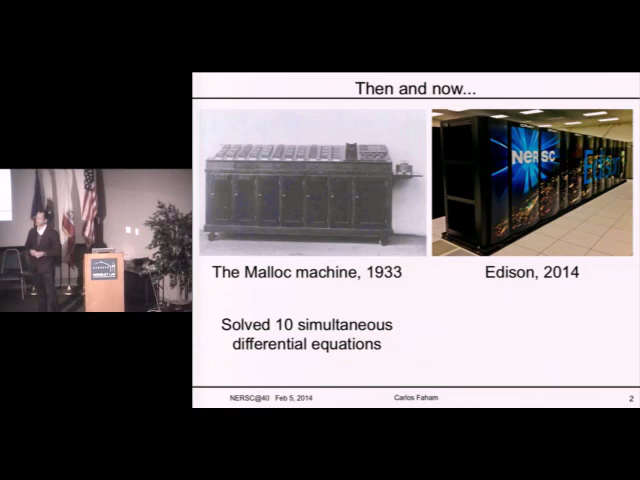 Then and now...
NERSC
Edison
The Malloc machine, 1933
Edison, 2014
Solved 10 simultaneous
differential equations
NERSC@40 Feb 5, 2014
Carlos Faham
2